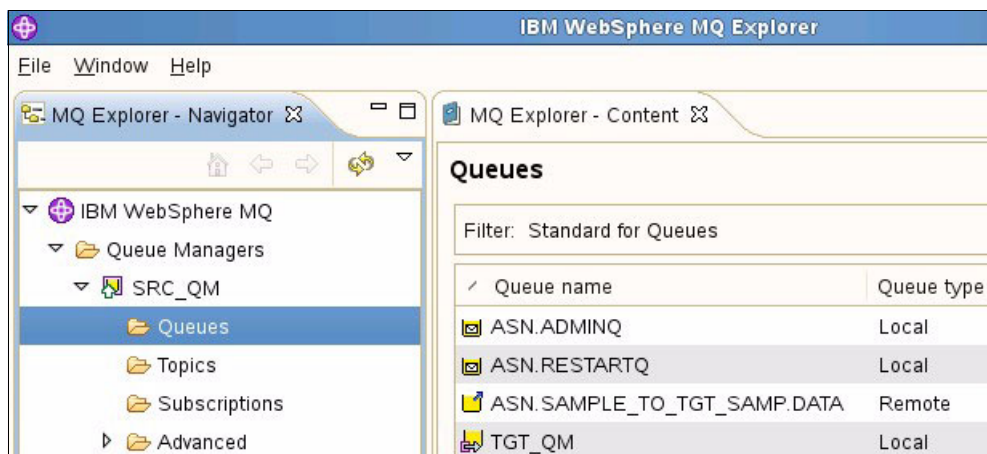 IBM WebSphere MQ Explorer
File Window Help
MQ Explorer - Navigator
IBM WebSphere MQ
Queue Managers
SRC_QM
Queues
Topics
Subscriptions
Advanced
MQ Explorer - Content
Queues
Filter: Standard for Queues
Queue name Queue type
ASN.ADMINQ Local
ASN.RESTARTQ Local
ASN.SAMPLE_TO_TGT_SAMP.DATA Remote
TGT_QM Local